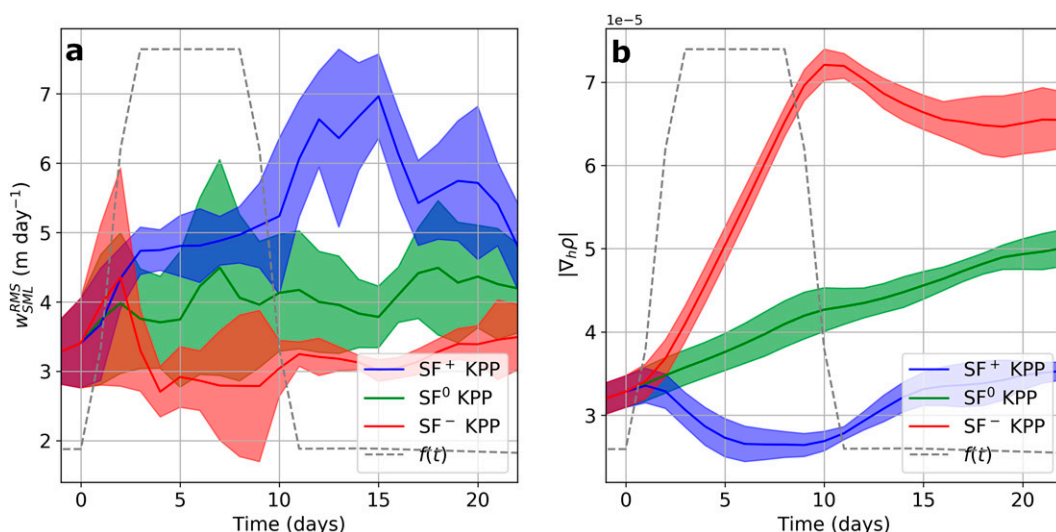 a
7
6
5
4
3
2
w_SML^RMS (m day⁻¹)
0 5 10 15 20
Time (days)
SF⁺ KPP
SF⁰ KPP
SF⁻ KPP
f(t)
1e−5
b
7
6
5
4
3
|∇ₕρ|
0 5 10 15 20
Time (days)
SF⁺ KPP
SF⁰ KPP
SF⁻ KPP
f(t)